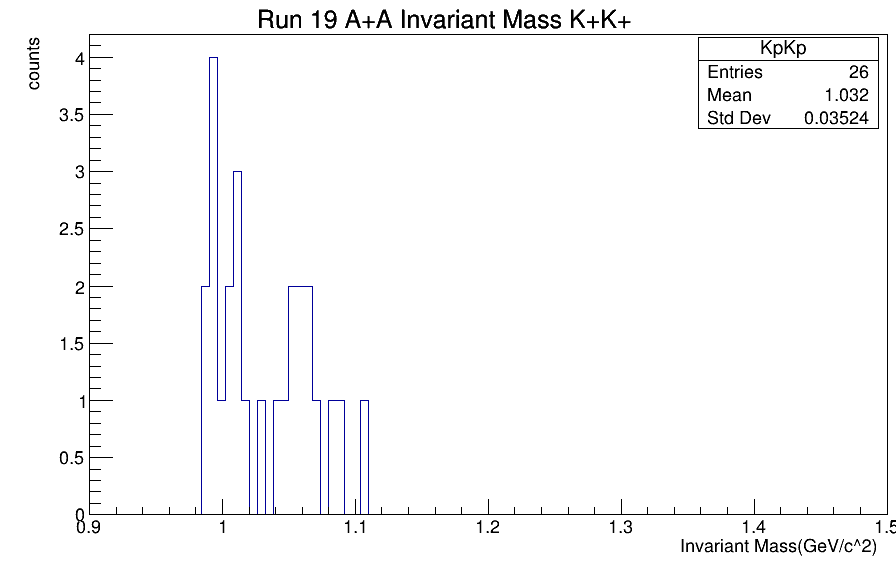 Run 19 A+A Invariant Mass K+K+
counts
KpKp
Entries 26
Mean 1.032
Std Dev 0.03524
4
3.5
3
2.5
2
1.5
1
0.5
0
0.9 1 1.1 1.2 1.3 1.4 1.5
Invariant Mass(GeV/c^2)